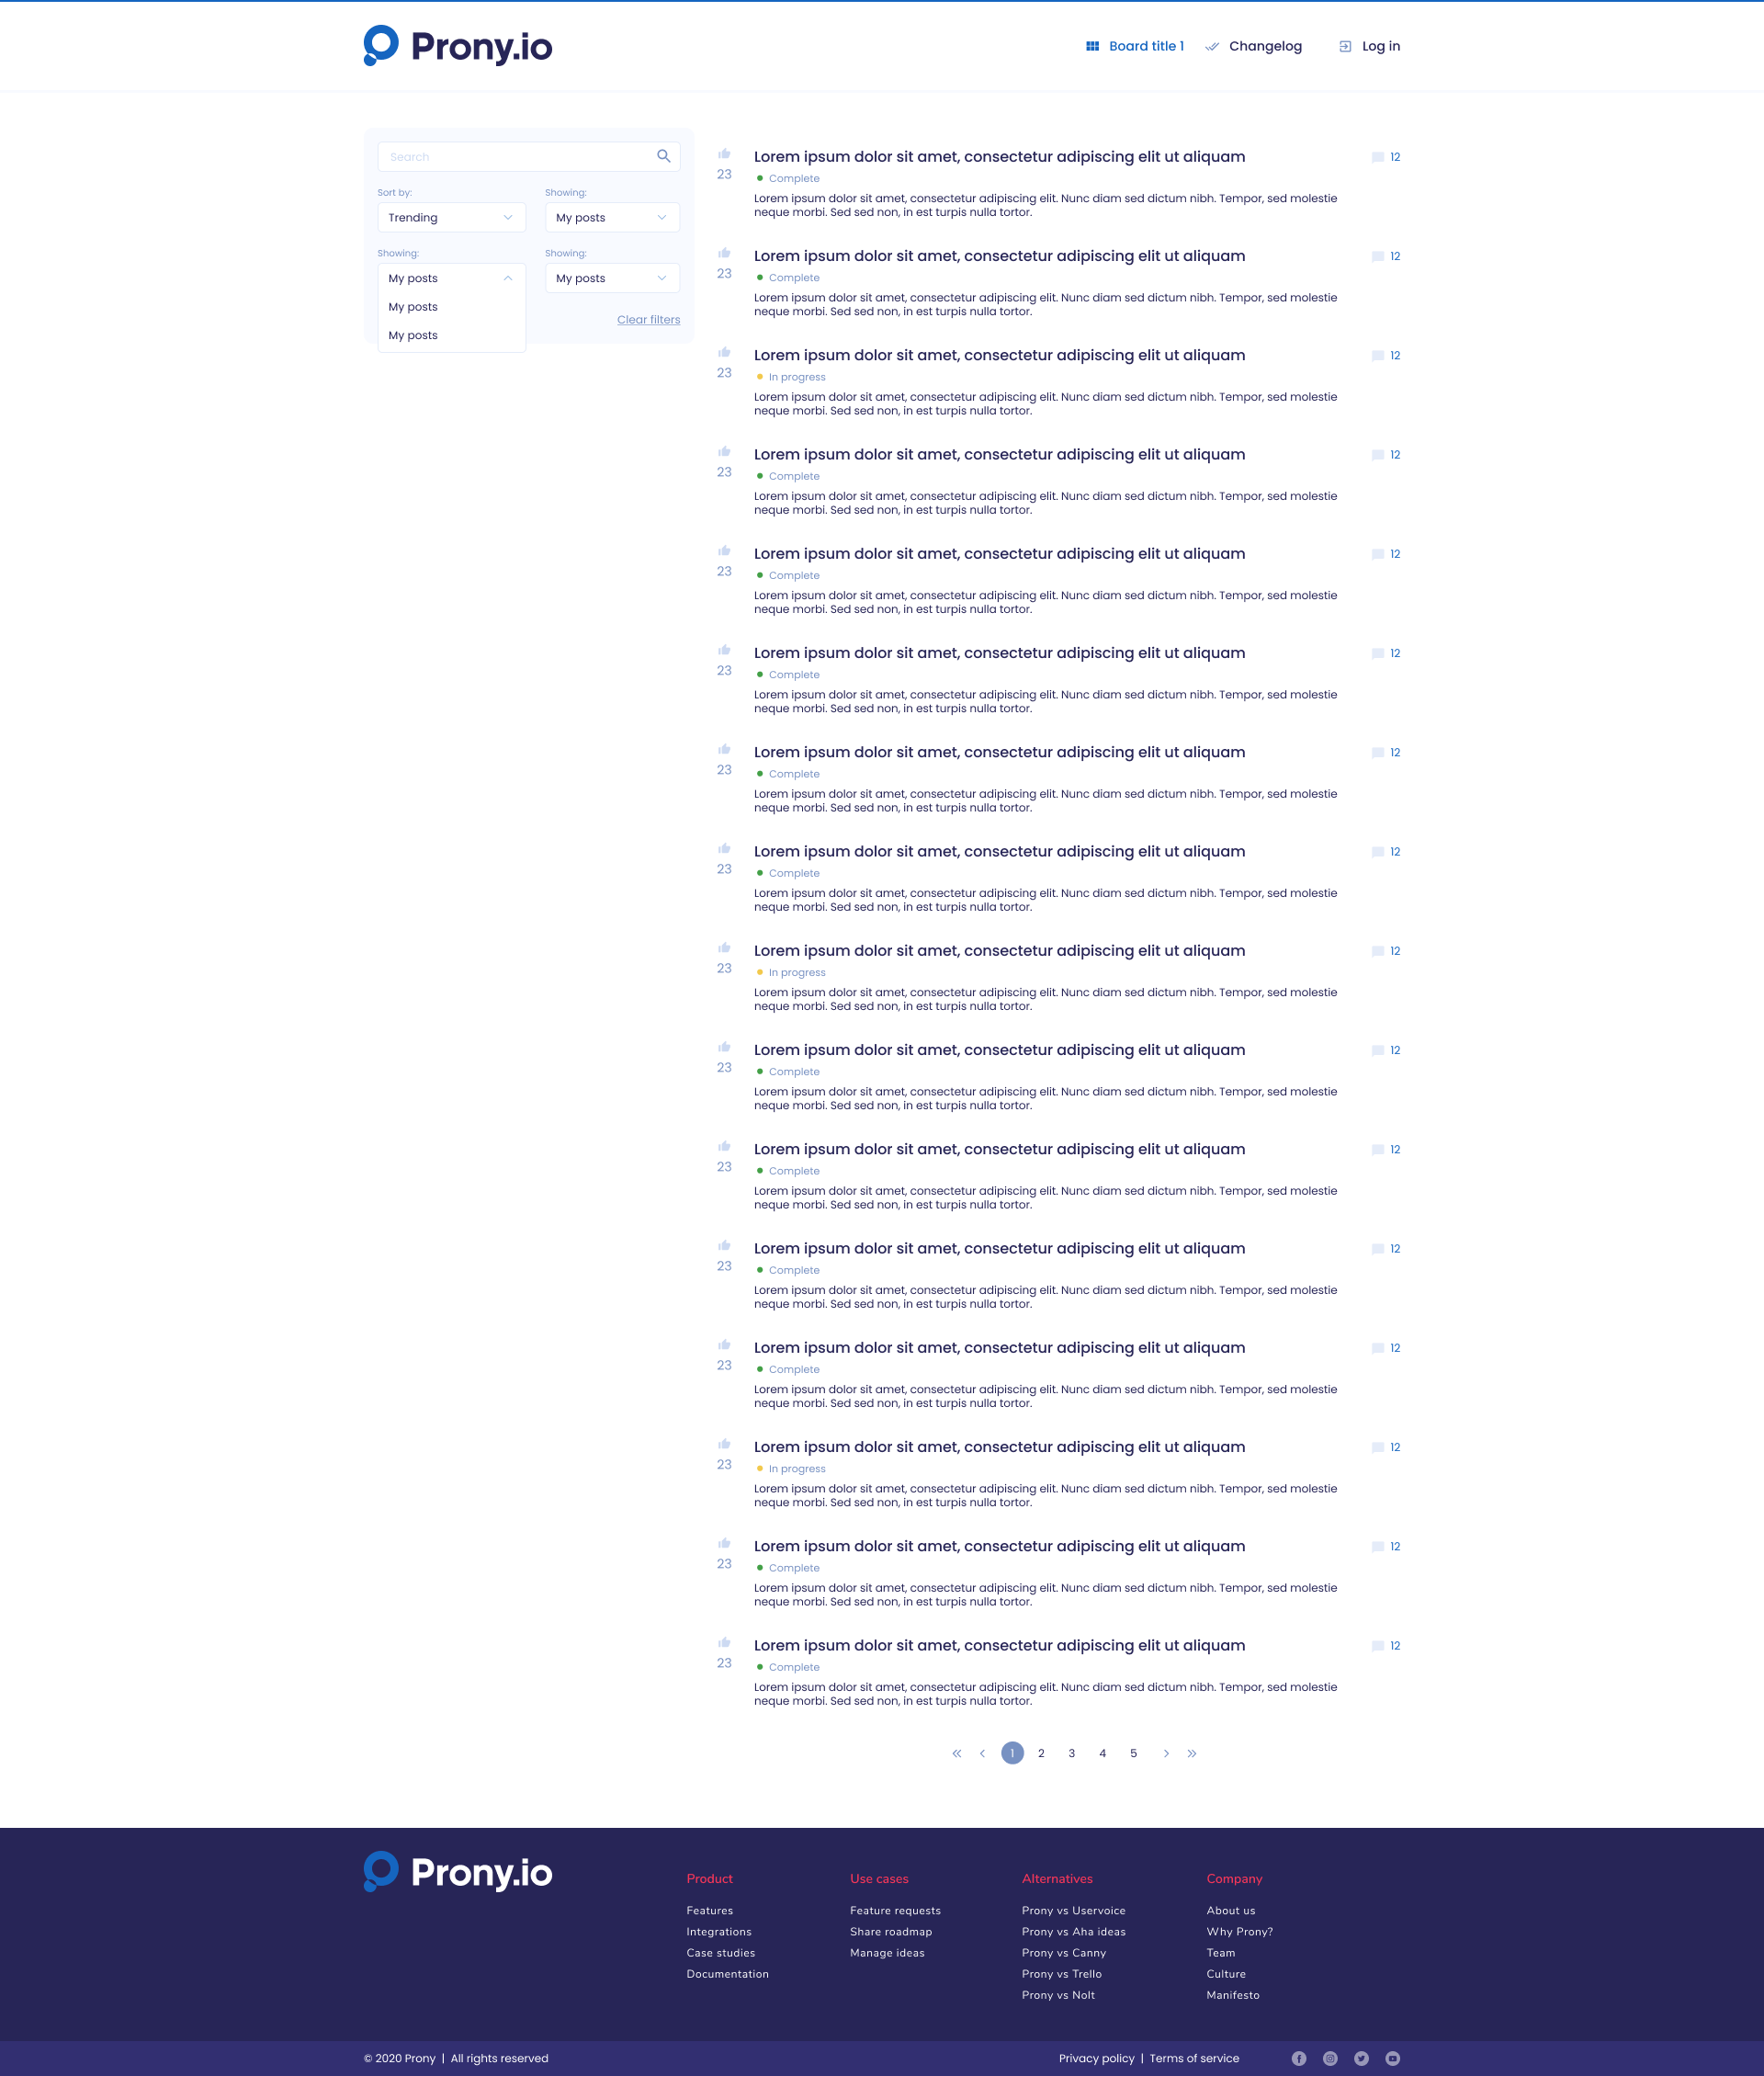 Prony.io
Board title 1
Changelog
Log in
Search
Sort by:
Showing:
Trending
My posts
Showing:
Showing:
My posts
My posts
My posts
My posts
Clear filters
Lorem ipsum dolor sit amet, consectetur adipiscing elit ut aliquam
12
23
Complete
Lorem ipsum dolor sit amet, consectetur adipiscing elit. Nunc diam sed dictum nibh. Tempor, sed molestie
neque morbi. Sed sed non, in est turpis nulla tortor.
Lorem ipsum dolor sit amet, consectetur adipiscing elit ut aliquam
12
23
Complete
Lorem ipsum dolor sit amet, consectetur adipiscing elit. Nunc diam sed dictum nibh. Tempor, sed molestie
neque morbi. Sed sed non, in est turpis nulla tortor.
Lorem ipsum dolor sit amet, consectetur adipiscing elit ut aliquam
12
23
In progress
Lorem ipsum dolor sit amet, consectetur adipiscing elit. Nunc diam sed dictum nibh. Tempor, sed molestie
neque morbi. Sed sed non, in est turpis nulla tortor.
Lorem ipsum dolor sit amet, consectetur adipiscing elit ut aliquam
12
23
Complete
Lorem ipsum dolor sit amet, consectetur adipiscing elit. Nunc diam sed dictum nibh. Tempor, sed molestie
neque morbi. Sed sed non, in est turpis nulla tortor.
Lorem ipsum dolor sit amet, consectetur adipiscing elit ut aliquam
12
23
Complete
Lorem ipsum dolor sit amet, consectetur adipiscing elit. Nunc diam sed dictum nibh. Tempor, sed molestie
neque morbi. Sed sed non, in est turpis nulla tortor.
Lorem ipsum dolor sit amet, consectetur adipiscing elit ut aliquam
12
23
Complete
Lorem ipsum dolor sit amet, consectetur adipiscing elit. Nunc diam sed dictum nibh. Tempor, sed molestie
neque morbi. Sed sed non, in est turpis nulla tortor.
Lorem ipsum dolor sit amet, consectetur adipiscing elit ut aliquam
12
23
Complete
Lorem ipsum dolor sit amet, consectetur adipiscing elit. Nunc diam sed dictum nibh. Tempor, sed molestie
neque morbi. Sed sed non, in est turpis nulla tortor.
Lorem ipsum dolor sit amet, consectetur adipiscing elit ut aliquam
12
23
Complete
Lorem ipsum dolor sit amet, consectetur adipiscing elit. Nunc diam sed dictum nibh. Tempor, sed molestie
neque morbi. Sed sed non, in est turpis nulla tortor.
Lorem ipsum dolor sit amet, consectetur adipiscing elit ut aliquam
12
23
In progress
Lorem ipsum dolor sit amet, consectetur adipiscing elit. Nunc diam sed dictum nibh. Tempor, sed molestie
neque morbi. Sed sed non, in est turpis nulla tortor.
Lorem ipsum dolor sit amet, consectetur adipiscing elit ut aliquam
12
23
Complete
Lorem ipsum dolor sit amet, consectetur adipiscing elit. Nunc diam sed dictum nibh. Tempor, sed molestie
neque morbi. Sed sed non, in est turpis nulla tortor.
Lorem ipsum dolor sit amet, consectetur adipiscing elit ut aliquam
12
23
Complete
Lorem ipsum dolor sit amet, consectetur adipiscing elit. Nunc diam sed dictum nibh. Tempor, sed molestie
neque morbi. Sed sed non, in est turpis nulla tortor.
Lorem ipsum dolor sit amet, consectetur adipiscing elit ut aliquam
12
23
Complete
Lorem ipsum dolor sit amet, consectetur adipiscing elit. Nunc diam sed dictum nibh. Tempor, sed molestie
neque morbi. Sed sed non, in est turpis nulla tortor.
Lorem ipsum dolor sit amet, consectetur adipiscing elit ut aliquam
12
23
Complete
Lorem ipsum dolor sit amet, consectetur adipiscing elit. Nunc diam sed dictum nibh. Tempor, sed molestie
neque morbi. Sed sed non, in est turpis nulla tortor.
Lorem ipsum dolor sit amet, consectetur adipiscing elit ut aliquam
12
23
In progress
Lorem ipsum dolor sit amet, consectetur adipiscing elit. Nunc diam sed dictum nibh. Tempor, sed molestie
neque morbi. Sed sed non, in est turpis nulla tortor.
Lorem ipsum dolor sit amet, consectetur adipiscing elit ut aliquam
12
23
Complete
Lorem ipsum dolor sit amet, consectetur adipiscing elit. Nunc diam sed dictum nibh. Tempor, sed molestie
neque morbi. Sed sed non, in est turpis nulla tortor.
Lorem ipsum dolor sit amet, consectetur adipiscing elit ut aliquam
12
23
Complete
Lorem ipsum dolor sit amet, consectetur adipiscing elit. Nunc diam sed dictum nibh. Tempor, sed molestie
neque morbi. Sed sed non, in est turpis nulla tortor.
1 2 3 4 5
Prony.io
Product
Features
Integrations
Case studies
Documentation
Use cases
Feature requests
Share roadmap
Manage ideas
Alternatives
Prony vs Uservoice
Prony vs Aha ideas
Prony vs Canny
Prony vs Trello
Prony vs Nolt
Company
About us
Why Prony?
Team
Culture
Manifesto
© 2020 Prony | All rights reserved
Privacy policy | Terms of service